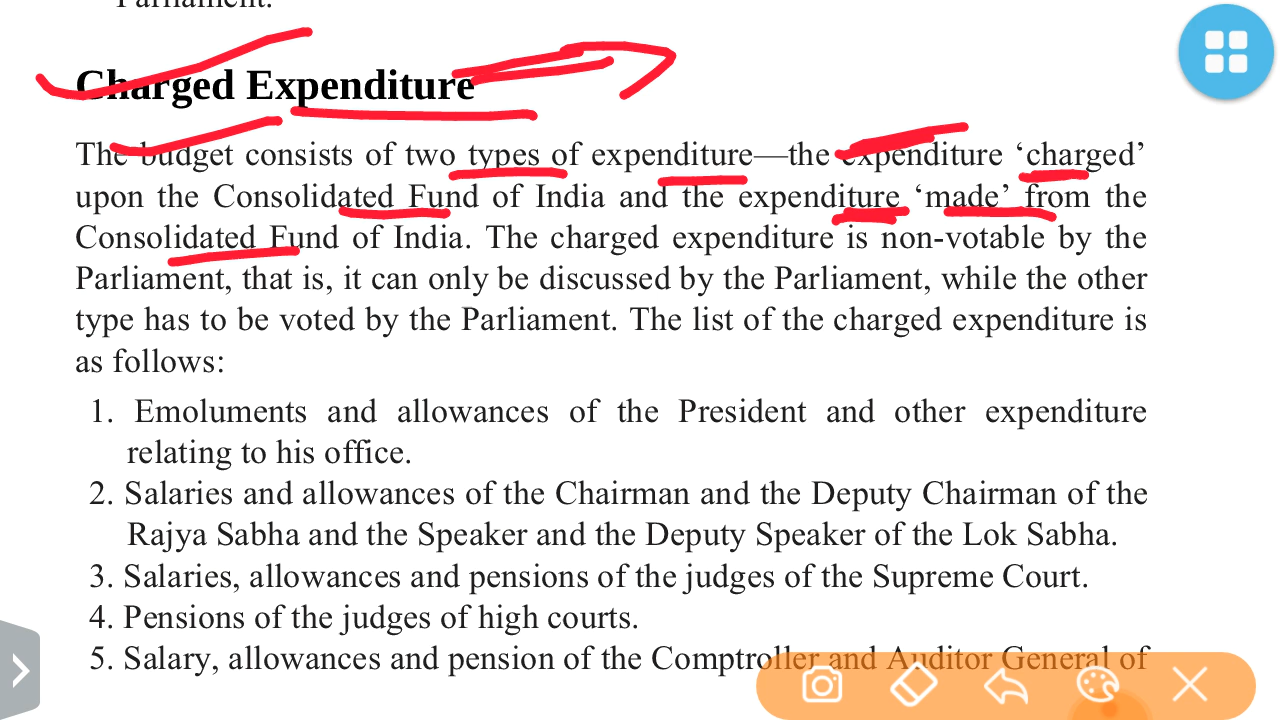 Parliament.
Charged Expenditure
The budget consists of two types of expenditure—the expenditure ‘charged’
upon the Consolidated Fund of India and the expenditure ‘made’ from the
Consolidated Fund of India. The charged expenditure is non-votable by the
Parliament, that is, it can only be discussed by the Parliament, while the other
type has to be voted by the Parliament. The list of the charged expenditure is
as follows:
1. Emoluments and allowances of the President and other expenditure
relating to his office.
2. Salaries and allowances of the Chairman and the Deputy Chairman of the
Rajya Sabha and the Speaker and the Deputy Speaker of the Lok Sabha.
3. Salaries, allowances and pensions of the judges of the Supreme Court.
4. Pensions of the judges of high courts.
5. Salary, allowances and pension of the Comptroller and Auditor General of